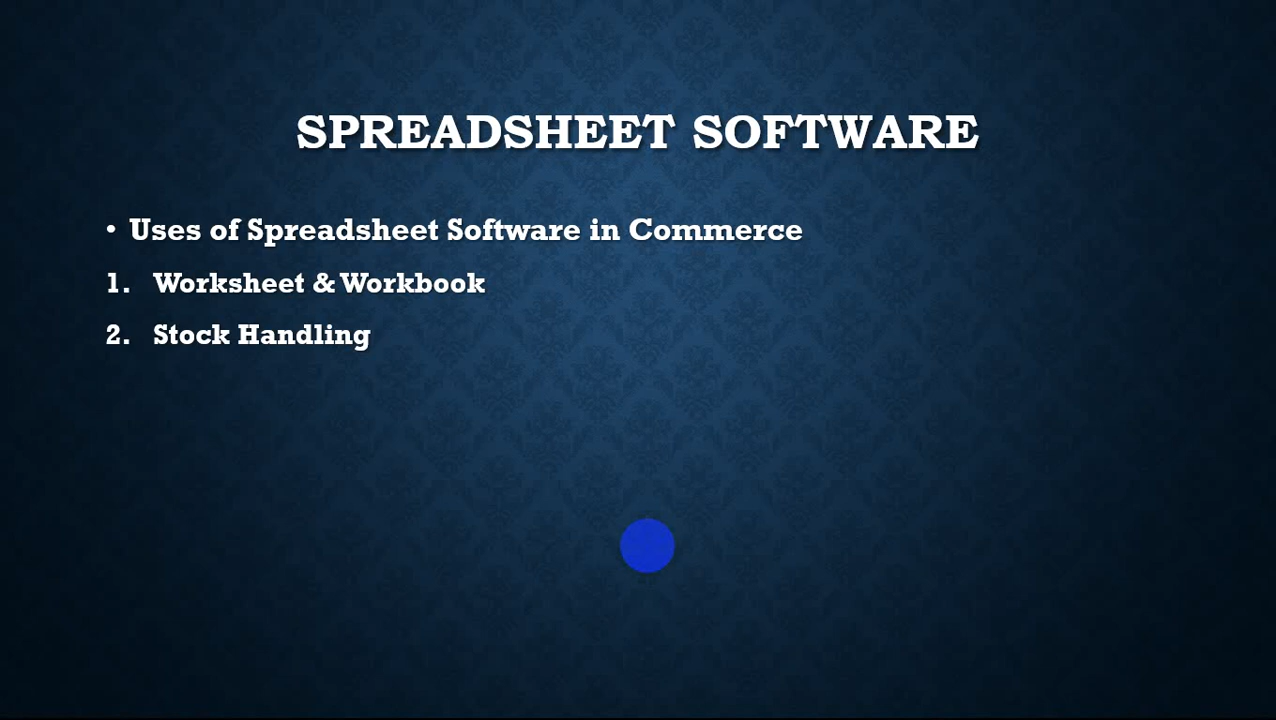 SPREADSHEET SOFTWARE
• Uses of Spreadsheet Software in Commerce
1. Worksheet & Workbook
2. Stock Handling